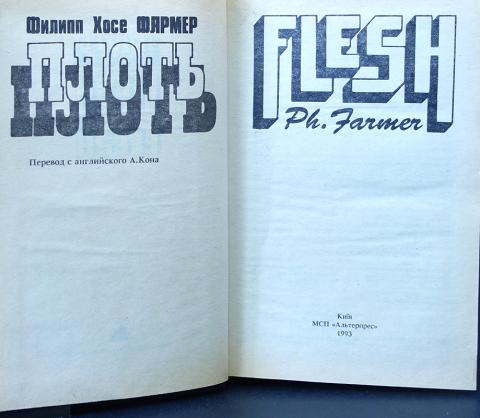 Филипп Хосе ФАРМЕР
ПЛОТЬ
Перевод с английского А.Кона
FLESH
Ph. Farmer
Київ
МСП «Альтерпрес»
1993